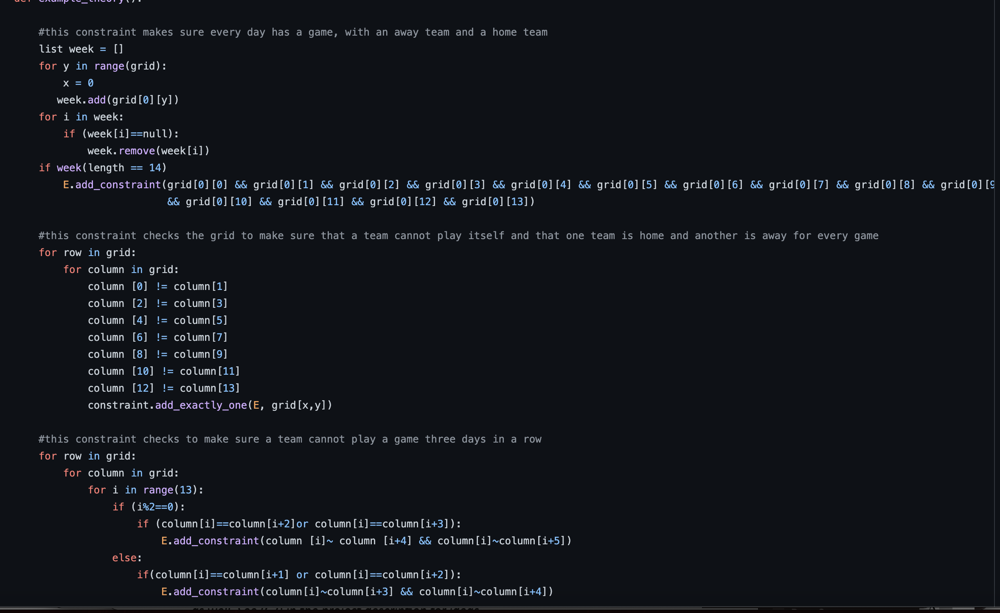 def example_theory():
#this constraint makes sure every day has a game, with an away team and a home team
list week = []
for y in range(grid):
x = 0
week.add(grid[0][y])
for i in week:
if (week[i]==null):
week.remove(week[i])
if week(length == 14)
E.add_constraint(grid[0][0] && grid[0][1] && grid[0][2] && grid[0][3] && grid[0][4] && grid[0][5] && grid[0][6] && grid[0][7] && grid[0][8] && grid[0][9
&& grid[0][10] && grid[0][11] && grid[0][12] && grid[0][13])
#this constraint checks the grid to make sure that a team cannot play itself and that one team is home and another is away for every game
for row in grid:
for column in grid:
column [0] != column[1]
column [2] != column[3]
column [4] != column[5]
column [6] != column[7]
column [8] != column[9]
column [10] != column[11]
column [12] != column[13]
constraint.add_exactly_one(E, grid[x,y])
#this constraint checks to make sure a team cannot play a game three days in a row
for row in grid:
for column in grid:
for i in range(13):
if (i%2==0):
if (column[i]==column[i+2]or column[i]==column[i+3]):
E.add_constraint(column [i]~ column [i+4] && column[i]~column[i+5])
else:
if(column[i]==column[i+1] or column[i]==column[i+2]):
E.add_constraint(column[i]~column[i+3] && column[i]~column[i+4])